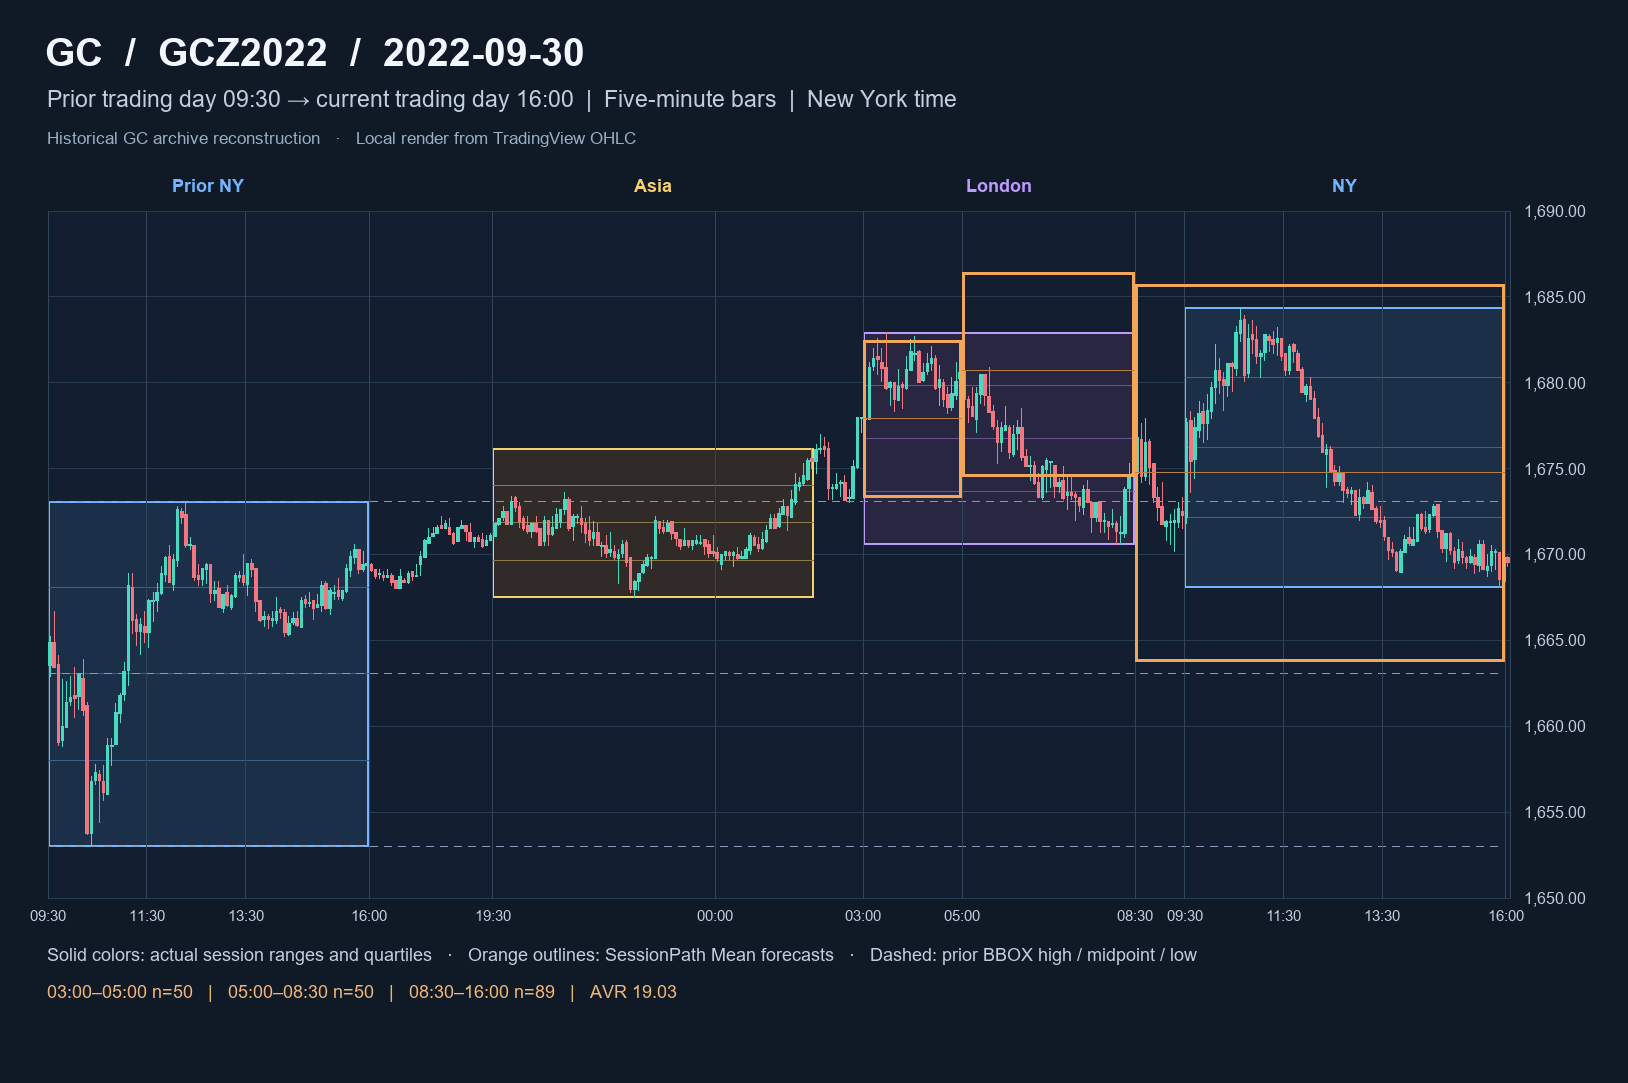 GC / GCZ2022 / 2022-09-30
Prior trading day 09:30 → current trading day 16:00 | Five-minute bars | New York time
Historical GC archive reconstruction · Local render from TradingView OHLC
Prior NY Asia London NY
1,690.00
1,685.00
1,680.00
1,675.00
1,670.00
1,665.00
1,660.00
1,655.00
1,650.00
09:30 11:30 13:30 16:00 19:30 00:00 03:00 05:00 08:30 09:30 11:30 13:30 16:00
Solid colors: actual session ranges and quartiles · Orange outlines: SessionPath Mean forecasts · Dashed: prior BBOX high / midpoint / low
03:00–05:00 n=50 | 05:00–08:30 n=50 | 08:30–16:00 n=89 | AVR 19.03